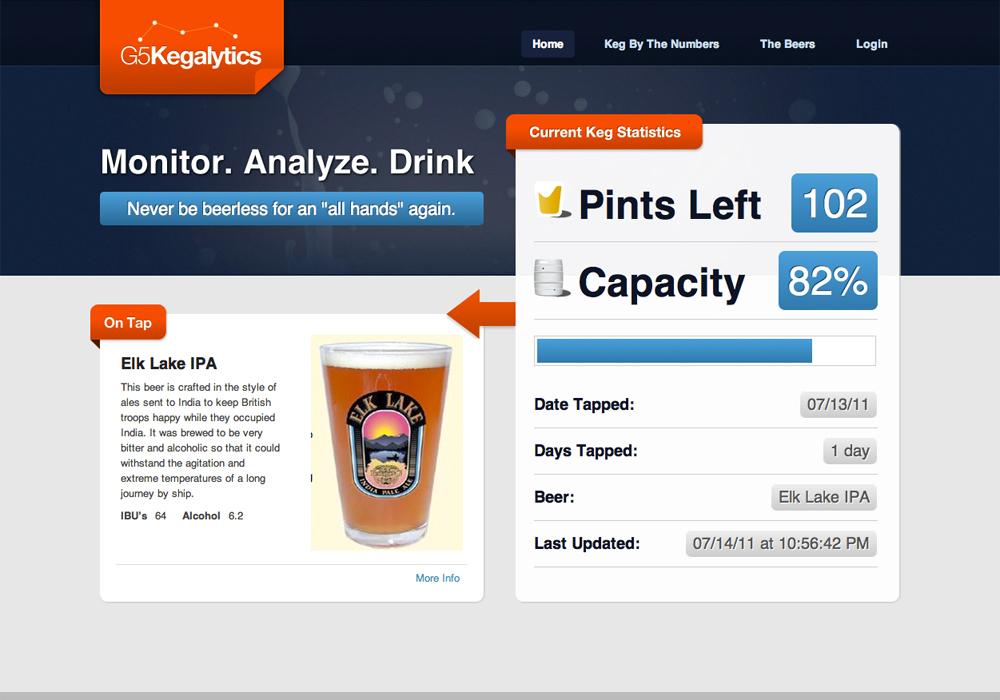 G5Kegalytics
Home
Keg By The Numbers
The Beers
Login
Monitor. Analyze. Drink
Never be beerless for an "all hands" again.
Current Keg Statistics
Pints Left
102
Capacity
82%
Date Tapped:
07/13/11
Days Tapped:
1 day
Beer:
Elk Lake IPA
Last Updated:
07/14/11 at 10:56:42 PM
On Tap
Elk Lake IPA
This beer is crafted in the style of
ales sent to India to keep British
troops happy while they occupied
India. It was brewed to be very
bitter and alcoholic so that it could
withstand the agitation and
extreme temperatures of a long
journey by ship.
IBU's 64 Alcohol 6.2
ELK LAKE
INDIA PALE ALE
More Info